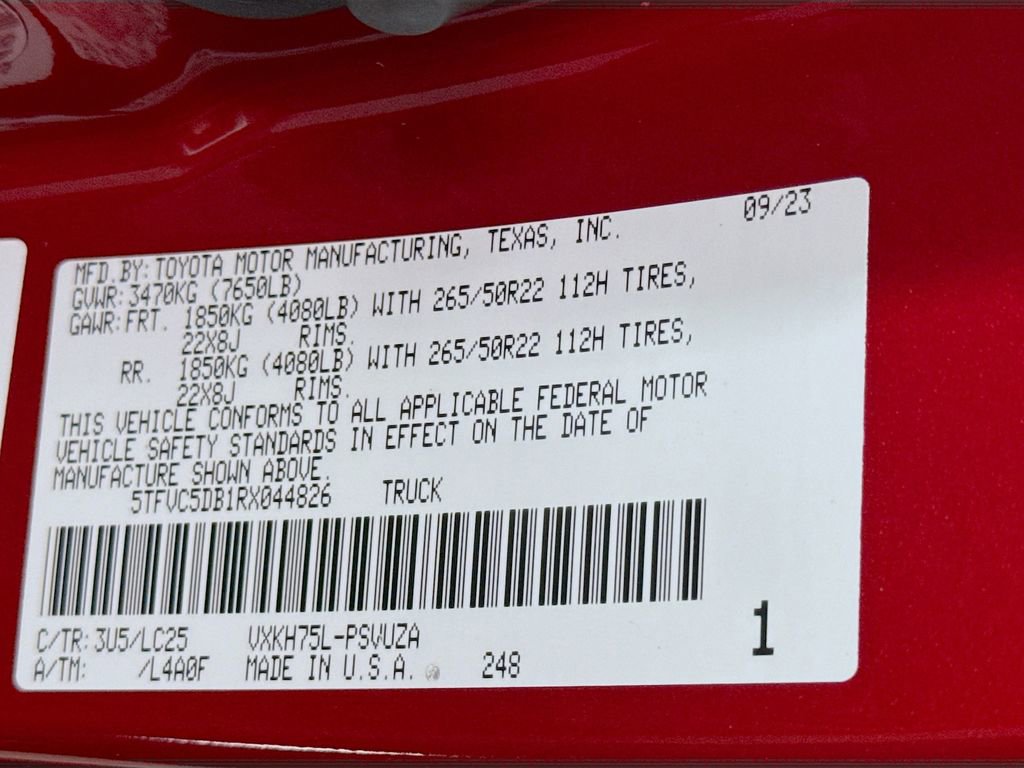 09/23
MFD.BY:TOYOTA MOTOR MANUFACTURING, TEXAS, INC.
GVWR:3470KG (7650LB)
GAWR:FRT. 1850KG (4080LB) WITH 265/50R22 112H TIRES,
22X8J RIMS.
RR. 1850KG (4080LB) WITH 265/50R22 112H TIRES,
22X8J RIMS.
THIS VEHICLE CONFORMS TO ALL APPLICABLE FEDERAL MOTOR
VEHICLE SAFETY STANDARDS IN EFFECT ON THE DATE OF
MANUFACTURE SHOWN ABOVE.
5TFVC5DB1RX044826 TRUCK
C/TR:3U5/LC25 VXKH75L-PSVUZA
A/TM: /L4A0F MADE IN U.S.A. 248
1